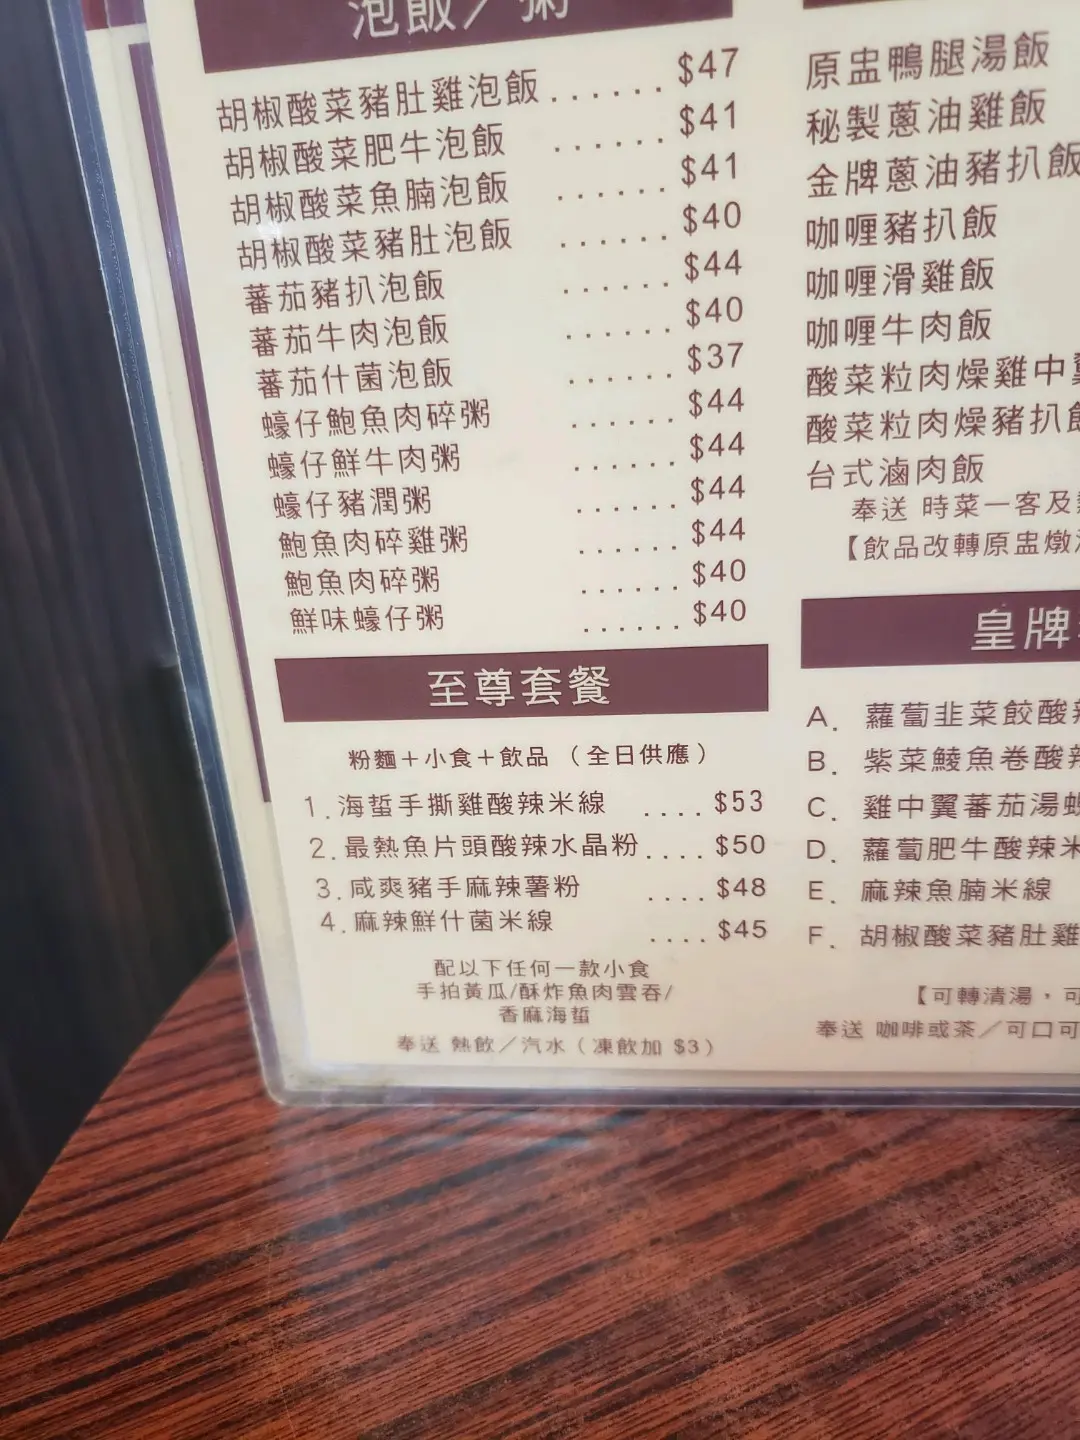 泡飯／粥
胡椒酸菜豬肚雞泡飯......$47
胡椒酸菜肥牛泡飯......$41
胡椒酸菜魚腩泡飯......$41
胡椒酸菜豬肚泡飯......$40
蕃茄豬扒泡飯......$44
蕃茄牛肉泡飯......$40
蕃茄什菌泡飯......$37
蠔仔鮑魚肉碎粥......$44
蠔仔鮮牛肉粥......$44
蠔仔豬潤粥......$44
鮑魚肉碎雞粥......$44
鮑魚肉碎粥......$40
鮮味蠔仔粥......$40
至尊套餐
粉麵＋小食＋飲品（全日供應）
1.海蜇手撕雞酸辣米線....$53
2.最熱魚片頭酸辣水晶粉....$50
3.咸爽豬手麻辣薯粉....$48
4.麻辣鮮什菌米線....$45
配以下任何一款小食
手拍黃瓜/酥炸魚肉雲吞/
香麻海蜇
奉送 熱飲／汽水（凍飲加 $3）
原盅鴨腿湯飯
秘製蔥油雞飯
金牌蔥油豬扒飯
咖喱豬扒飯
咖喱滑雞飯
咖喱牛肉飯
酸菜粒肉燥雞中
酸菜粒肉燥豬扒飯
台式滷肉飯
奉送 時菜一客及
【飲品改轉原盅燉
皇牌
A. 蘿蔔韭菜餃酸辣
B. 紫菜鯪魚卷酸辣
C. 雞中翼蕃茄湯
D. 蘿蔔肥牛酸辣米
E. 麻辣魚腩米線
F. 胡椒酸菜豬肚雞
【可轉清湯，可
奉送 咖啡或茶／可口可